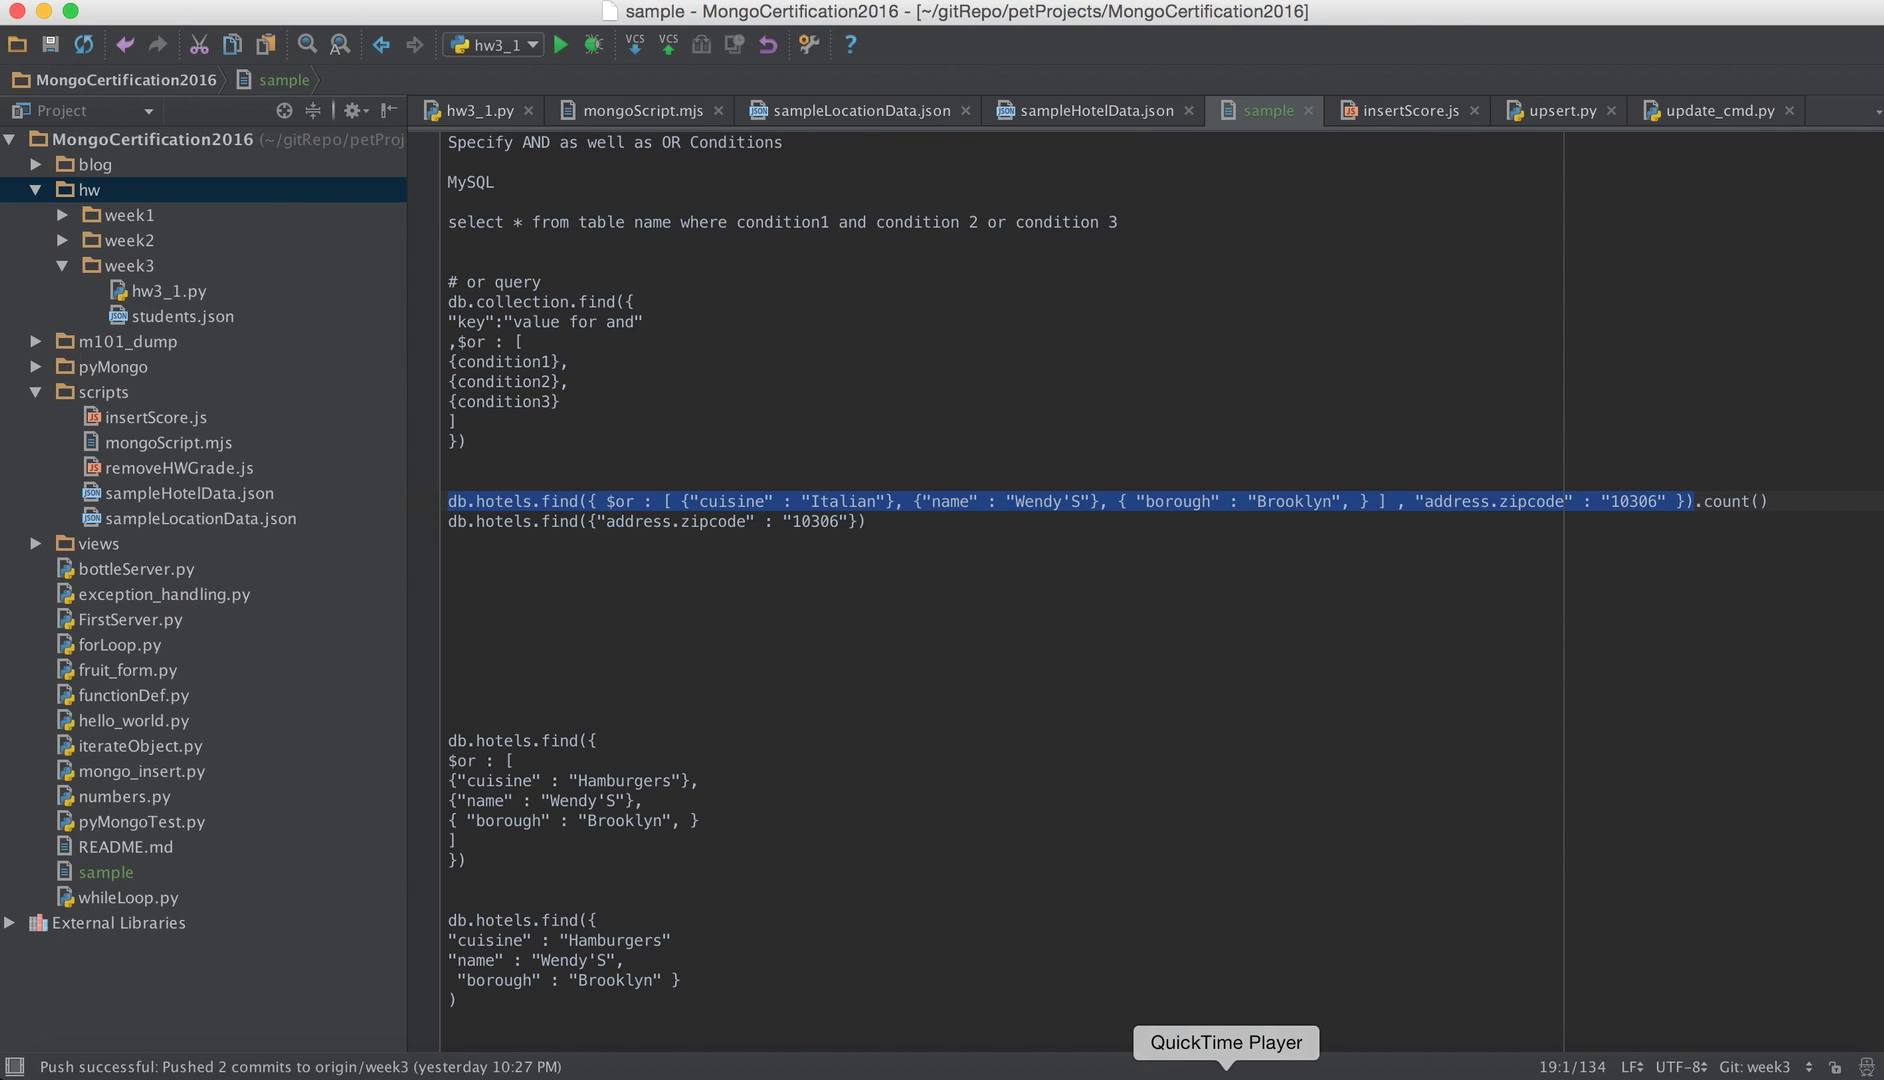 sample - MongoCertification2016 - [~/gitRepo/petProjects/MongoCertification2016]
hw3_1
VCS
VCS
?
MongoCertification2016
sample
Project
hw3_1.py
mongoScript.mjs
sampleLocationData.json
sampleHotelData.json
sample
insertScore.js
upsert.py
update_cmd.py
MongoCertification2016 (~/gitRepo/petProj
blog
hw
week1
week2
week3
hw3_1.py
students.json
m101_dump
pyMongo
scripts
insertScore.js
mongoScript.mjs
removeHWGrade.js
sampleHotelData.json
sampleLocationData.json
views
bottleServer.py
exception_handling.py
FirstServer.py
forLoop.py
fruit_form.py
functionDef.py
hello_world.py
iterateObject.py
mongo_insert.py
numbers.py
pyMongoTest.py
README.md
sample
whileLoop.py
External Libraries
Specify AND as well as OR Conditions
MySQL
select * from table name where condition1 and condition 2 or condition 3
# or query
db.collection.find({
"key":"value for and"
,$or : [
{condition1},
{condition2},
{condition3}
]
})
db.hotels.find({ $or : [ {"cuisine" : "Italian"}, {"name" : "Wendy'S"}, { "borough" : "Brooklyn", } ] , "address.zipcode" : "10306" }).count()
db.hotels.find({"address.zipcode" : "10306"})
db.hotels.find({
$or : [
{"cuisine" : "Hamburgers"},
{"name" : "Wendy'S"},
{ "borough" : "Brooklyn", }
]
})
db.hotels.find({
"cuisine" : "Hamburgers"
"name" : "Wendy'S",
"borough" : "Brooklyn" }
)
QuickTime Player
Push successful: Pushed 2 commits to origin/week3 (yesterday 10:27 PM)
19:1/134 LF UTF-8 Git: week3